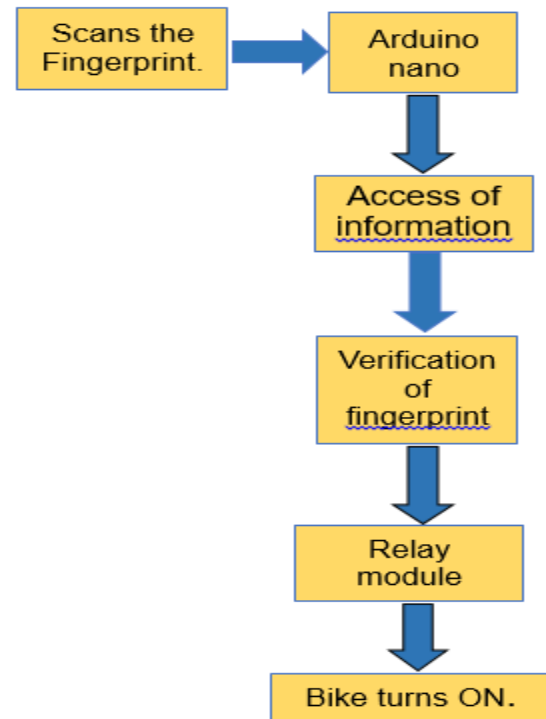 Scans the
Fingerprint.
Arduino
nano
Access of
information
Verification
of
fingerprint
Relay
module
Bike turns ON.